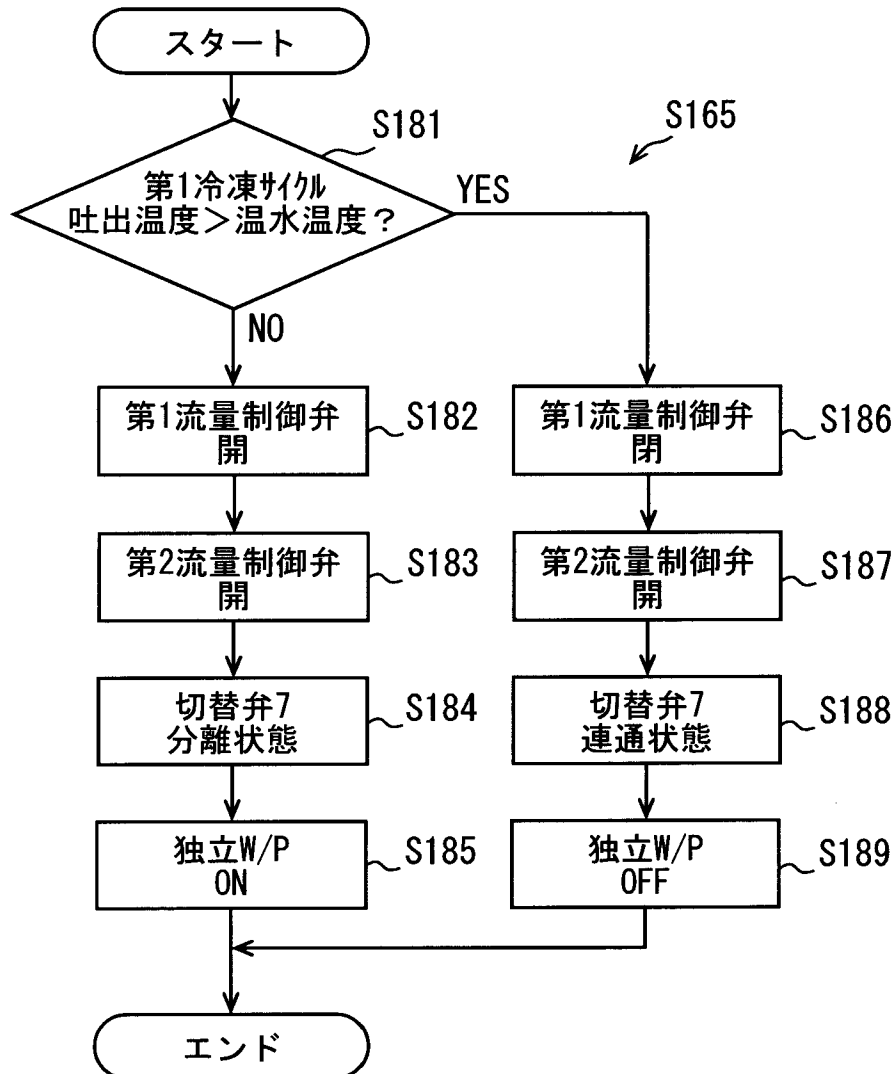 スタート
S181
S165
第1冷凍サイクル
吐出温度＞温水温度？
YES
NO
第1流量制御弁
開
S182
第1流量制御弁
閉
S186
第2流量制御弁
開
S183
第2流量制御弁
開
S187
切替弁7
分離状態
S184
切替弁7
連通状態
S188
独立W/P
ON
S185
独立W/P
OFF
S189
エンド